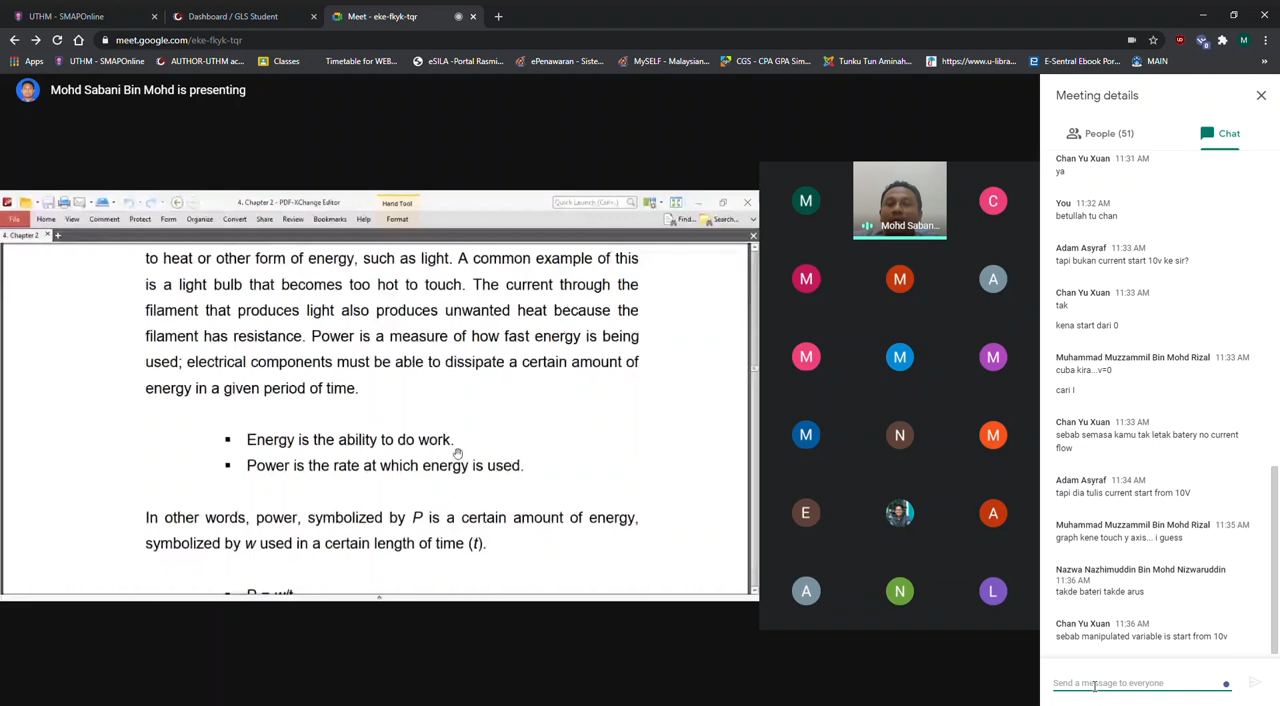 UTHM - SMAPOnline
Dashboard / GLS Student
Meet - eke-fkyk-tqr
meet.google.com/eke-fkyk-tqr
M
Apps
UTHM - SMAPOnline
AUTHOR-UTHM ac...
Classes
Timetable for WEB...
eSILA -Portal Rasmi...
ePenawaran - Siste...
MySELF - Malaysian...
CGS - CPA GPA Sim...
Tunku Tun Aminah...
https://www.u-libra...
E-Sentral Ebook Por...
MAIN
Mohd Sabani Bin Mohd is presenting
4. Chapter 2 - PDF-XChange Editor
Hand Tool
Quick Launch (Ctrl+.)
File
Home
View
Comment
Protect
Form
Organize
Convert
Share
Review
Bookmarks
Help
Format
Find...
Search...
4. Chapter 2
to heat or other form of energy, such as light. A common example of this
is a light bulb that becomes too hot to touch. The current through the
filament that produces light also produces unwanted heat because the
filament has resistance. Power is a measure of how fast energy is being
used; electrical components must be able to dissipate a certain amount of
energy in a given period of time.
▪ Energy is the ability to do work.
▪ Power is the rate at which energy is used.
In other words, power, symbolized by P is a certain amount of energy,
symbolized by w used in a certain length of time (t).
▪ P = w/t
M
Mohd Saban...
C
M
M
A
M
M
M
M
N
M
E
A
A
N
L
Meeting details
People (51)
Chat
Chan Yu Xuan 11:31 AM
ya
You 11:32 AM
betullah tu chan
Adam Asyraf 11:33 AM
tapi bukan current start 10v ke sir?
Chan Yu Xuan 11:33 AM
tak
kena start dari 0
Muhammad Muzzammil Bin Mohd Rizal 11:33 AM
cuba kira...v=0
cari I
Chan Yu Xuan 11:33 AM
sebab semasa kamu tak letak batery no current
flow
Adam Asyraf 11:34 AM
tapi dia tulis current start from 10V
Muhammad Muzzammil Bin Mohd Rizal 11:35 AM
graph kene touch y axis... i guess
Nazwa Nazhimuddin Bin Mohd Nizwaruddin
11:36 AM
takde bateri takde arus
Chan Yu Xuan 11:36 AM
sebab manipulated variable is start from 10v
Send a message to everyone